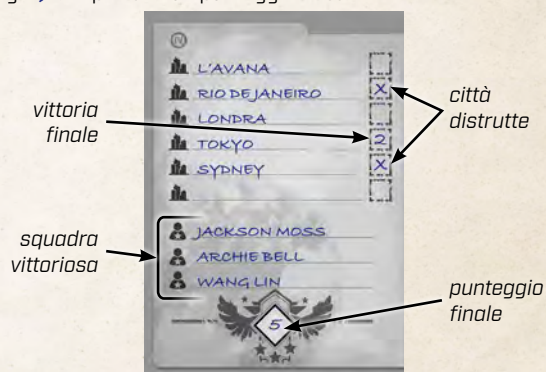 L'AVANA
RIO DE JANEIRO X
LONDRA
TOKYO 2
SYDNEY X
JACKSON MOSS
ARCHIE BELL
WANG LIN
5
vittoria
finale
città
distrutte
squadra
vittoriosa
punteggio
finale